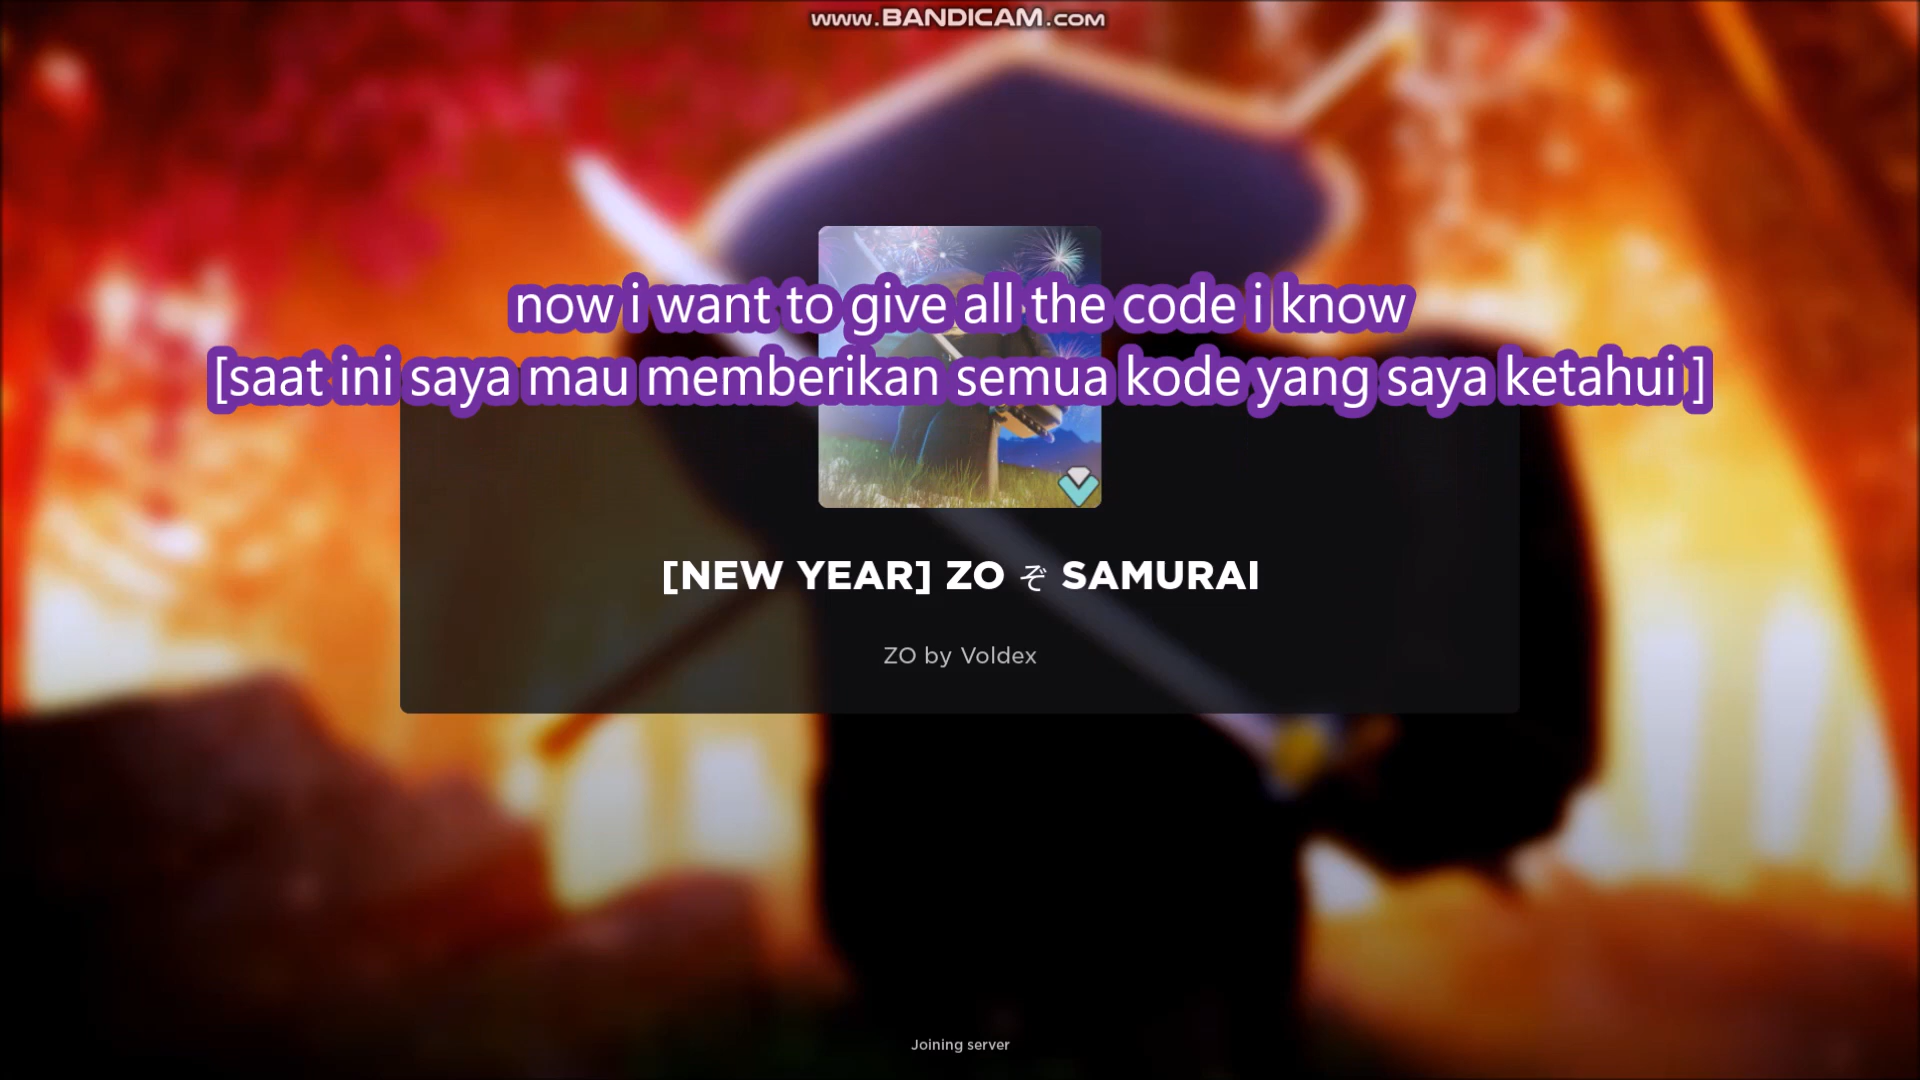 www.BANDICAM.com
now i want to give all the code i know
[saat ini saya mau memberikan semua kode yang saya ketahui ]
[NEW YEAR] ZO ぞ SAMURAI
ZO by Voldex
Joining server